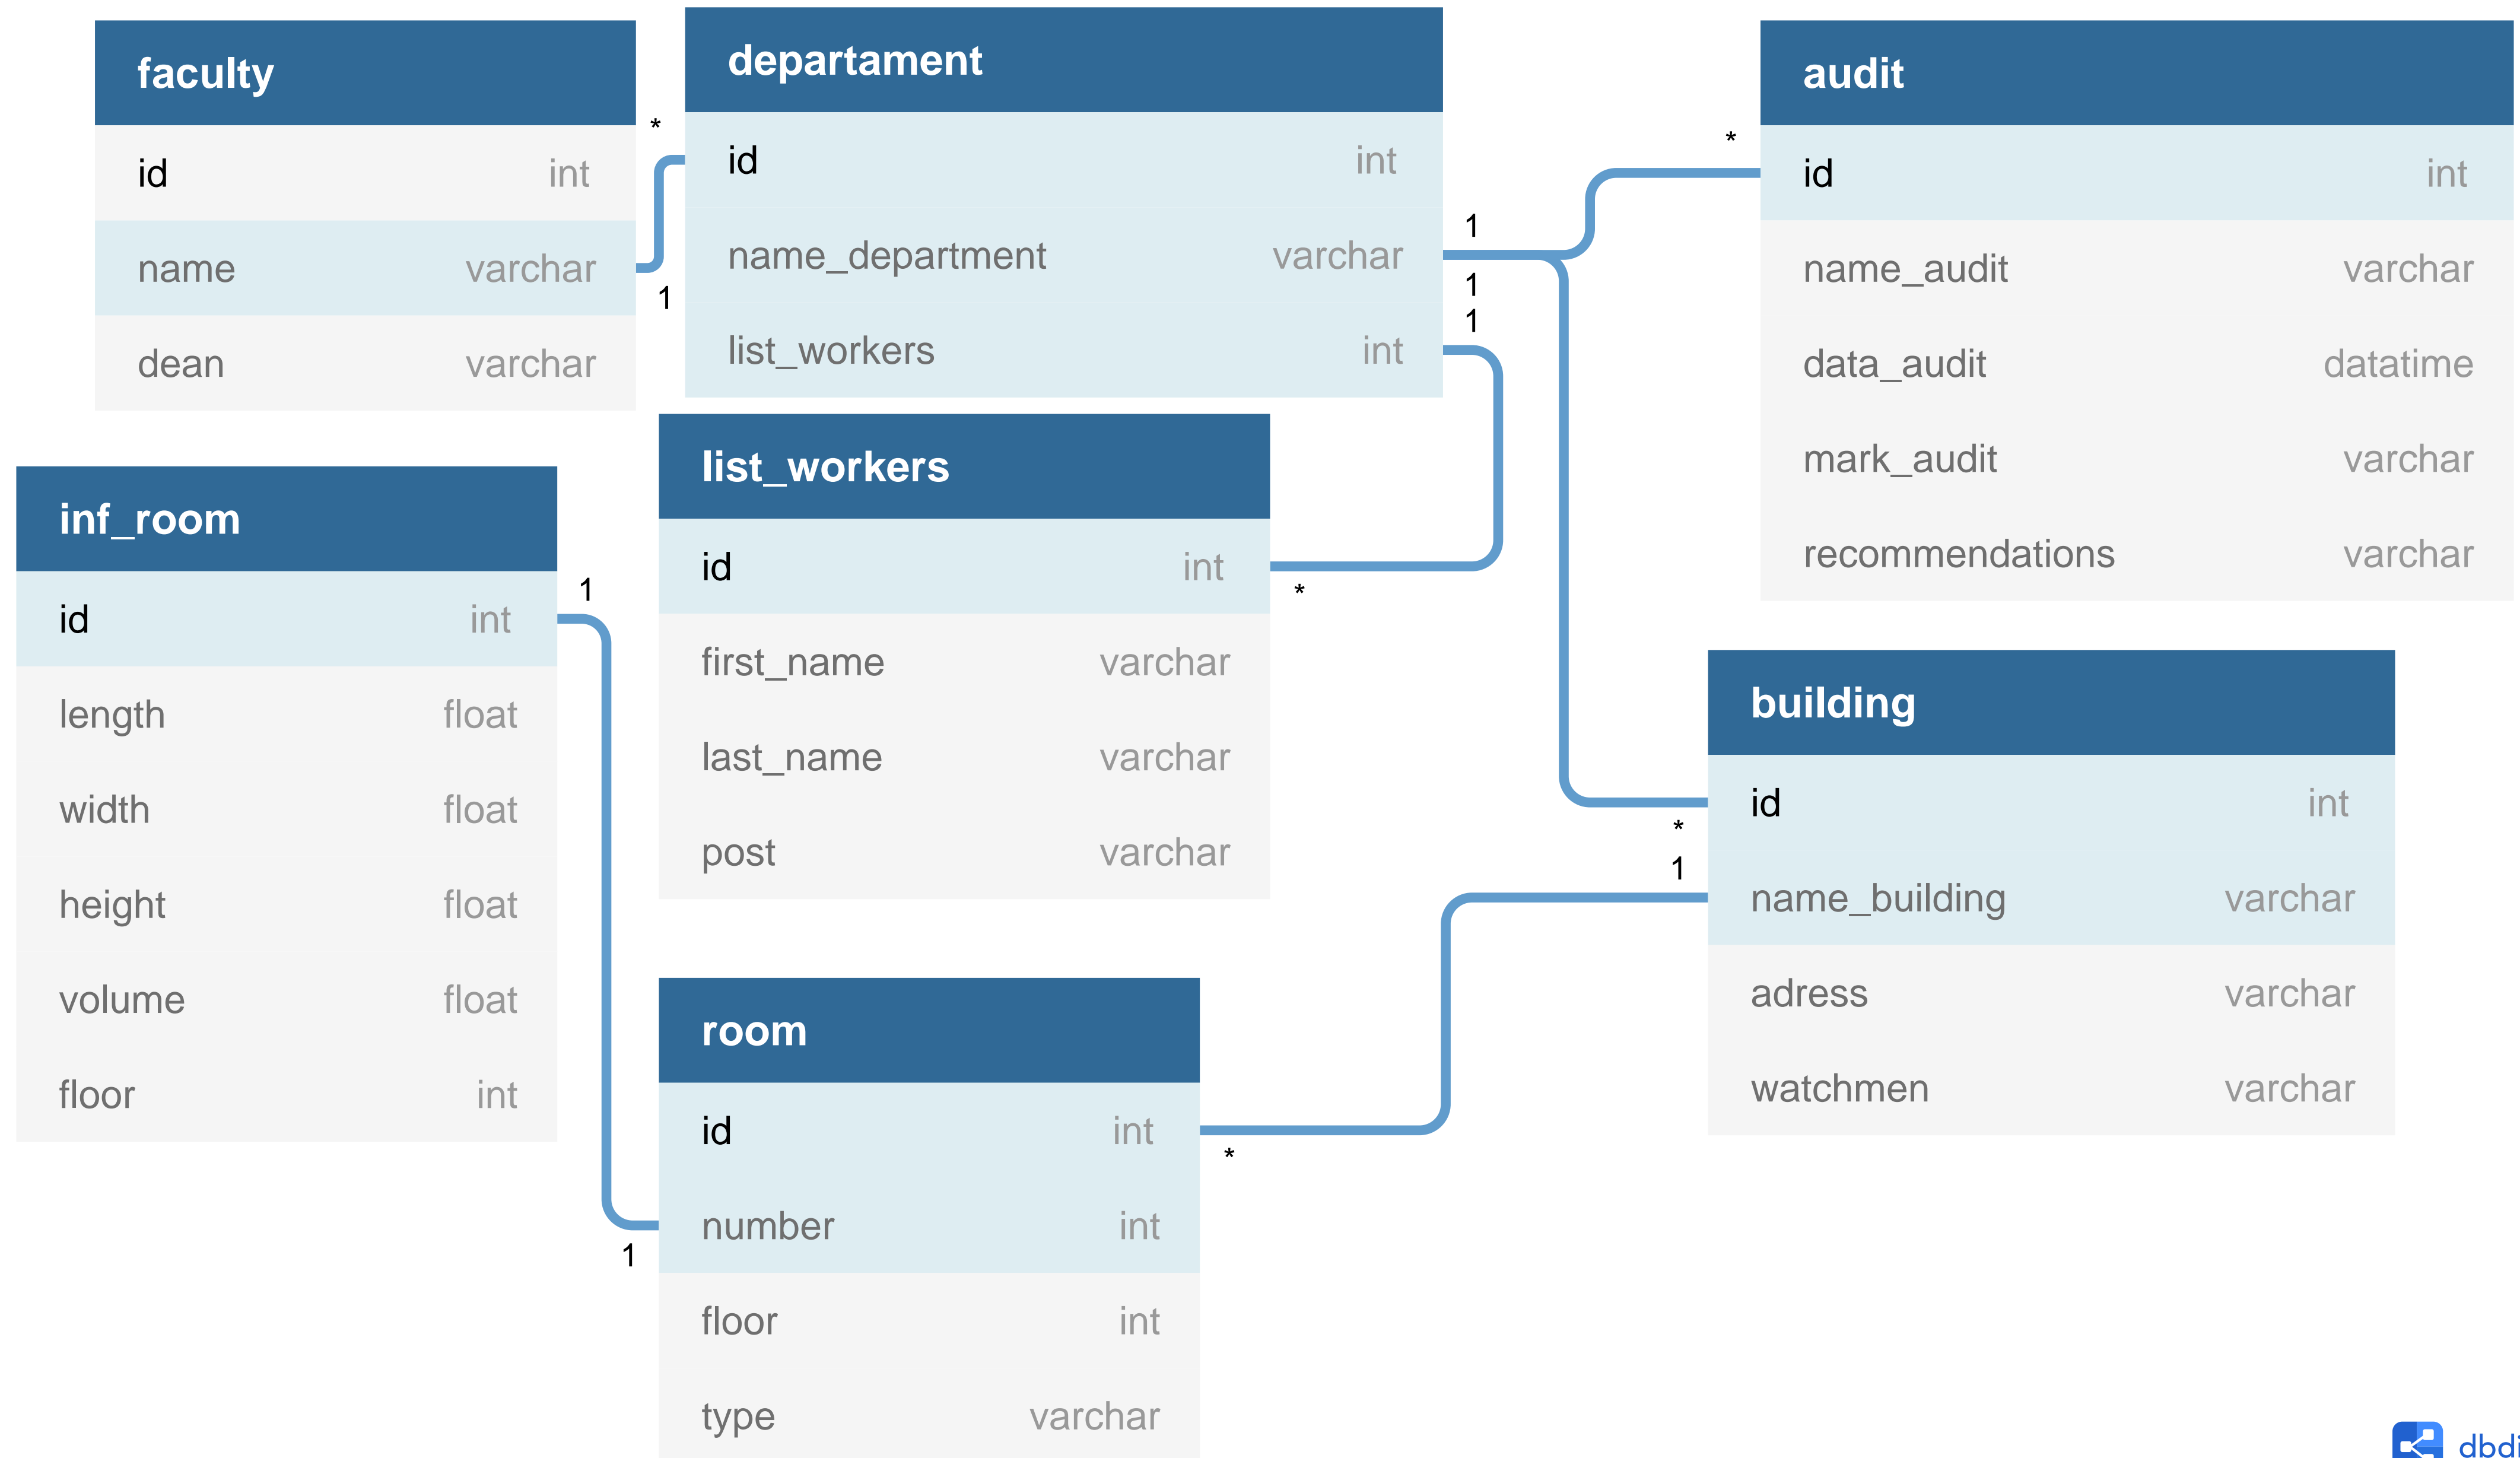 faculty
id int
name varchar
dean varchar
*
1
departament
id int
name_department varchar
list_workers int
1
1
1
*
audit
id int
name_audit varchar
data_audit datatime
mark_audit varchar
recommendations varchar
list_workers
id int
first_name varchar
last_name varchar
post varchar
*
inf_room
id int
length float
width float
height float
volume float
floor int
1
1
building
id int
name_building varchar
adress varchar
watchmen varchar
*
1
room
id int
number int
floor int
type varchar
*